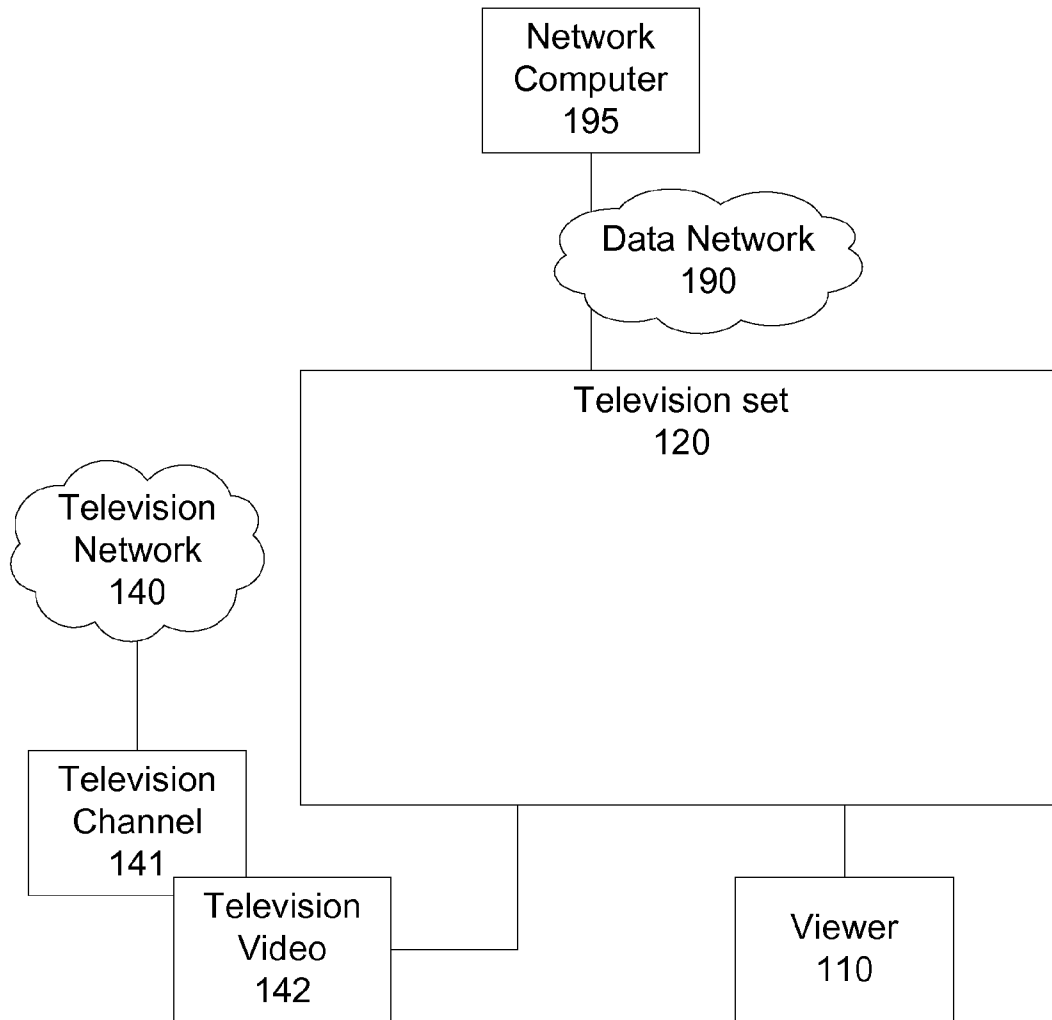 Network
Computer
195
Data Network
190
Television set
120
Television
Network
140
Television
Channel
141
Television
Video
142
Viewer
110